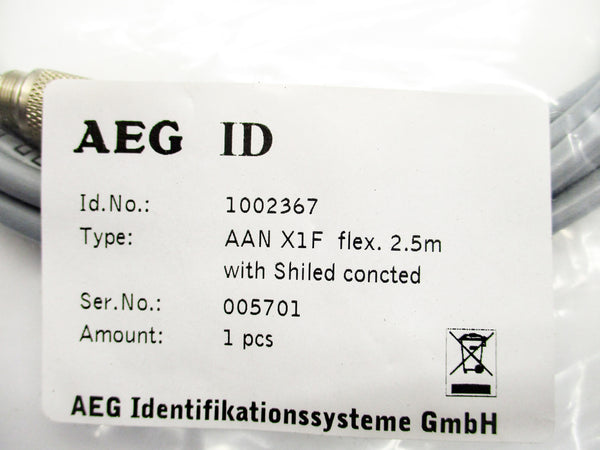 AEG ID
Id.No.: 1002367
Type: AAN X1F flex. 2.5m
with Shiled concted
Ser.No.: 005701
Amount: 1 pcs
AEG Identifikationssysteme GmbH